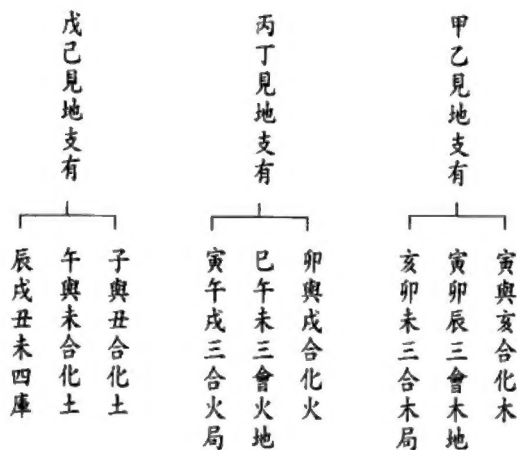 甲乙見地支有
寅與亥合化木
寅卯辰三會木地
亥卯未三合木局
丙丁見地支有
卯與戌合化火
巳午未三會火地
寅午戌三合火局
戊己見地支有
子與丑合化土
午與未合化土
辰戌丑未四庫